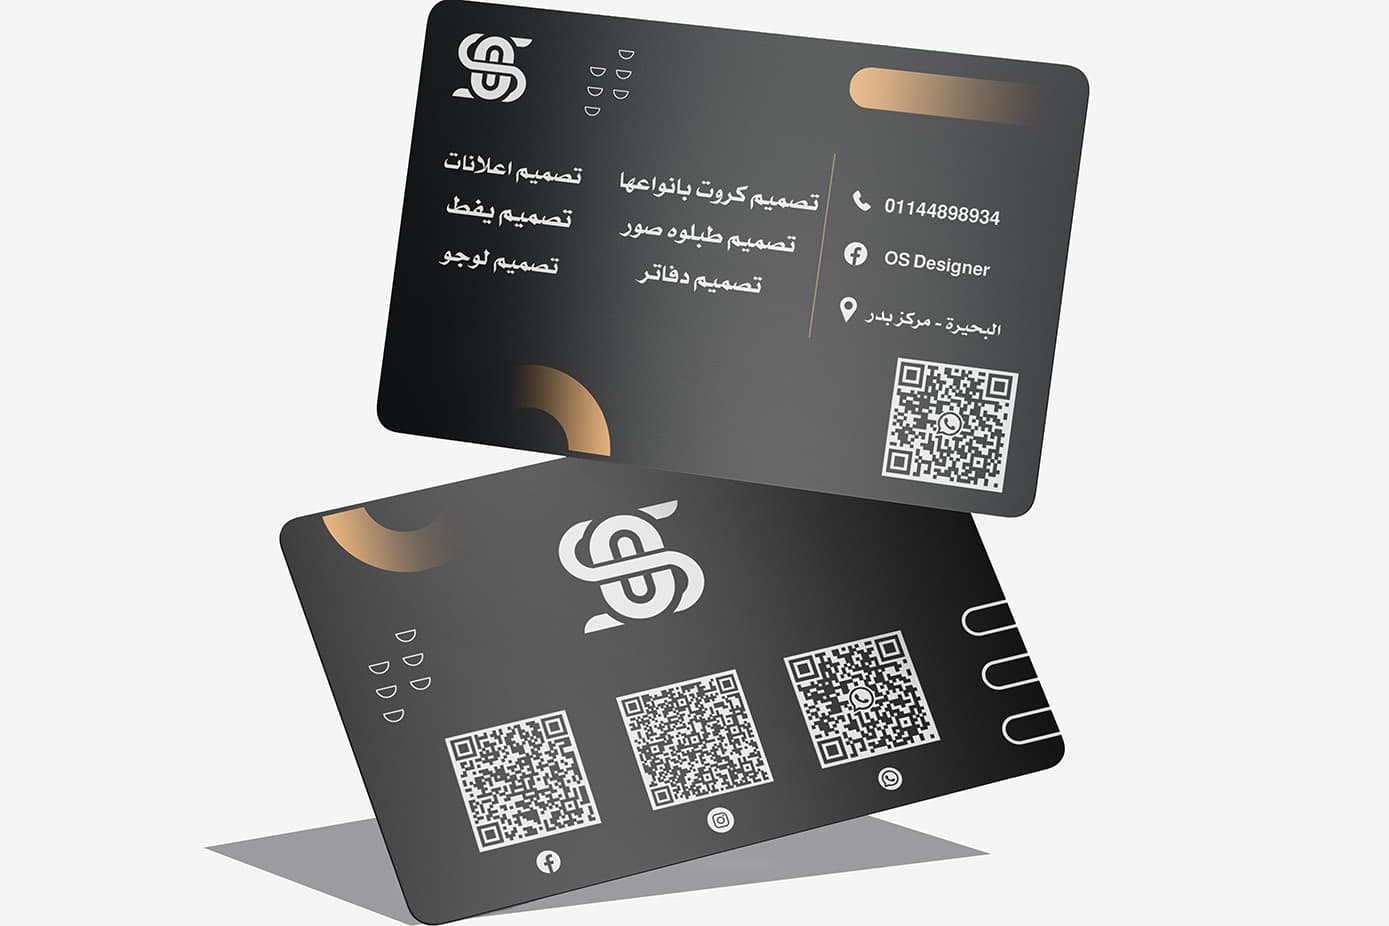 تصميم كروت بانواعها
تصميم طبلوه صور
تصميم دفاتر
تصميم اعلانات
تصميم يفط
تصميم لوجو
01144898934
OS Designer
البحيرة - مركز بدر